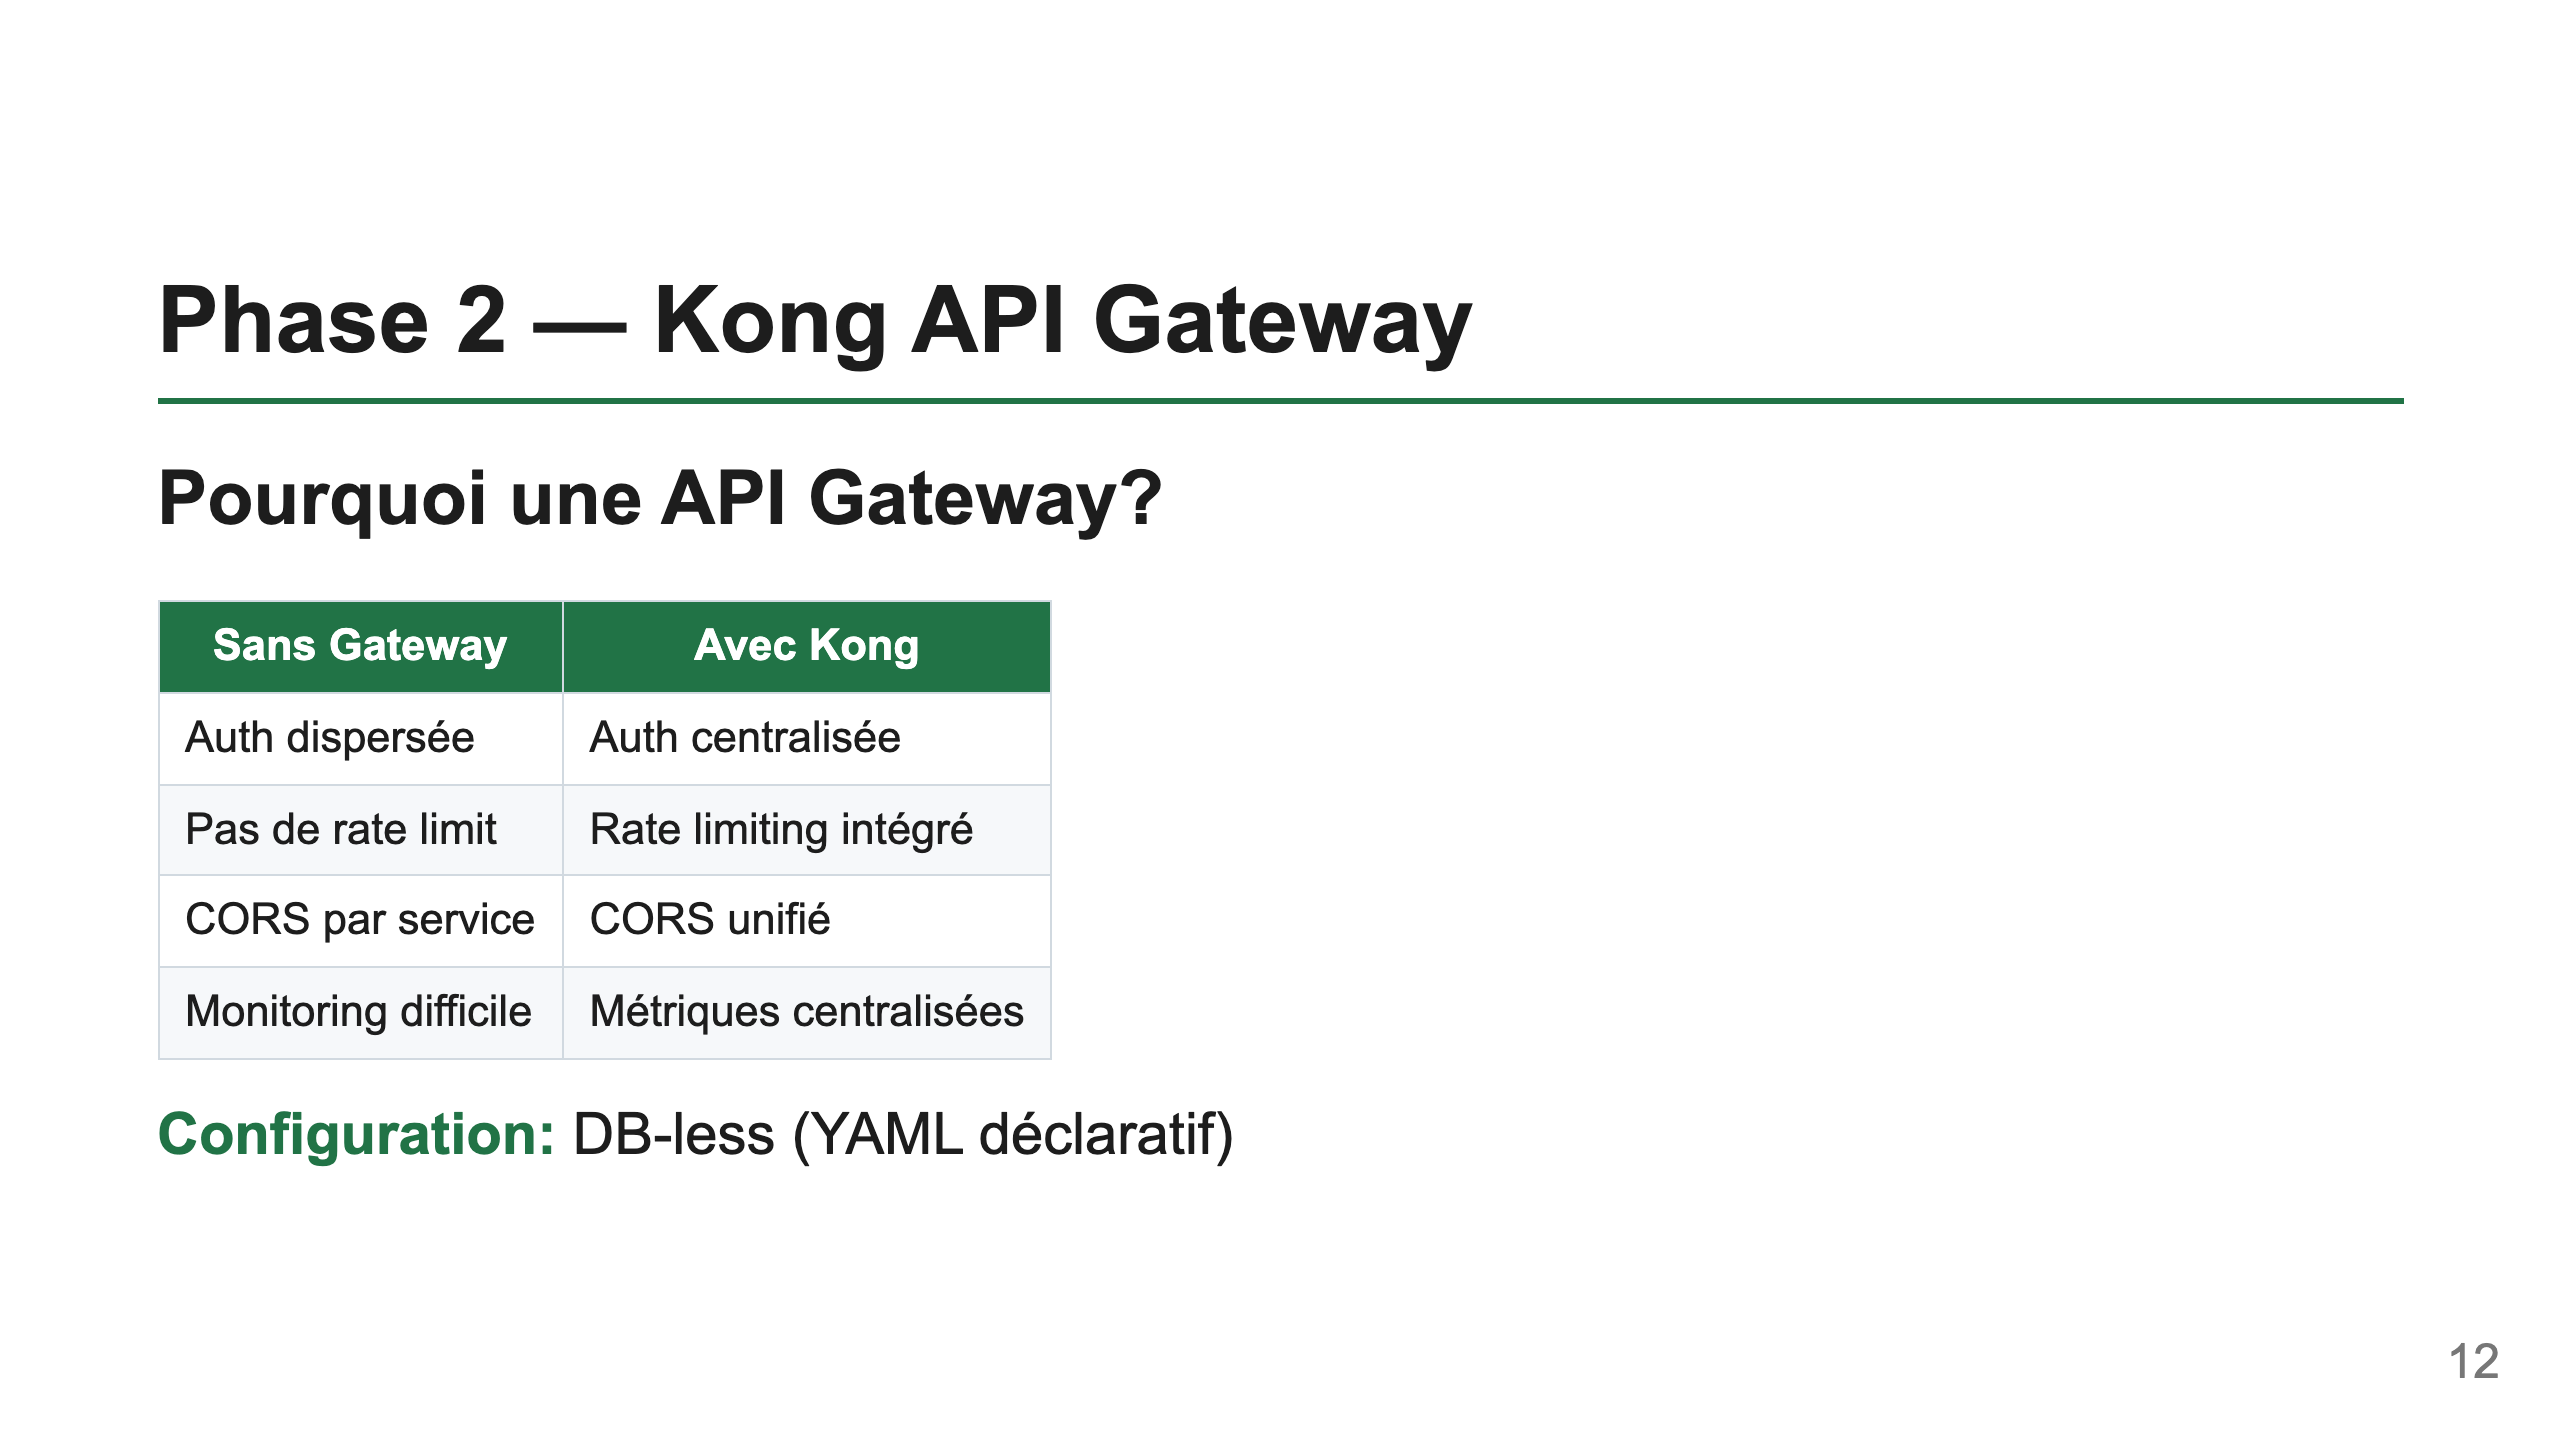 Phase 2 — Kong API Gateway
Pourquoi une API Gateway?
Sans Gateway Avec Kong
Auth dispersée Auth centralisée
Pas de rate limit Rate limiting intégré
CORS par service CORS unifié
Monitoring difficile Métriques centralisées
Configuration: DB-less (YAML déclaratif)
12